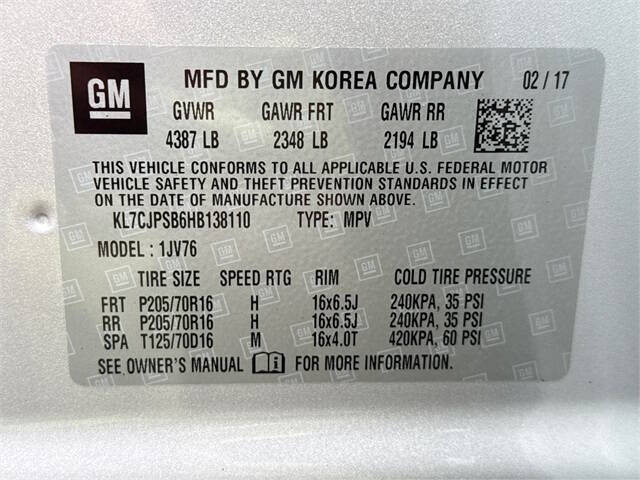 GM MFD BY GM KOREA COMPANY 02 / 17
GVWR GAWR FRT GAWR RR
4387 LB 2348 LB 2194 LB
THIS VEHICLE CONFORMS TO ALL APPLICABLE U.S. FEDERAL MOTOR
VEHICLE SAFETY AND THEFT PREVENTION STANDARDS IN EFFECT
ON THE DATE OF MANUFACTURE SHOWN ABOVE.
KL7CJPSB6HB138110 TYPE: MPV
MODEL : 1JV76
TIRE SIZE SPEED RTG RIM COLD TIRE PRESSURE
FRT P205/70R16 H 16x6.5J 240KPA, 35 PSI
RR P205/70R16 H 16x6.5J 240KPA, 35 PSI
SPA T125/70D16 M 16x4.0T 420KPA, 60 PSI
SEE OWNER'S MANUAL FOR MORE INFORMATION.